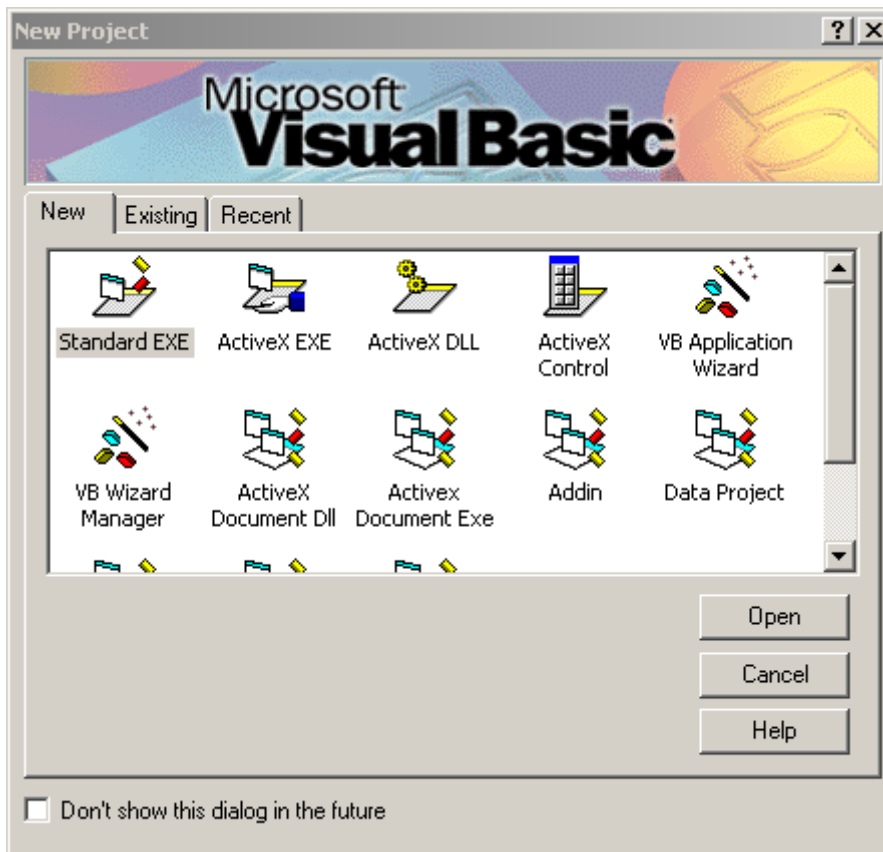 New Project
Microsoft
Visual Basic
New Existing Recent
Standard EXE ActiveX EXE ActiveX DLL ActiveX Control VB Application Wizard
VB Wizard Manager ActiveX Document Dll Activex Document Exe Addin Data Project
Open
Cancel
Help
Don't show this dialog in the future